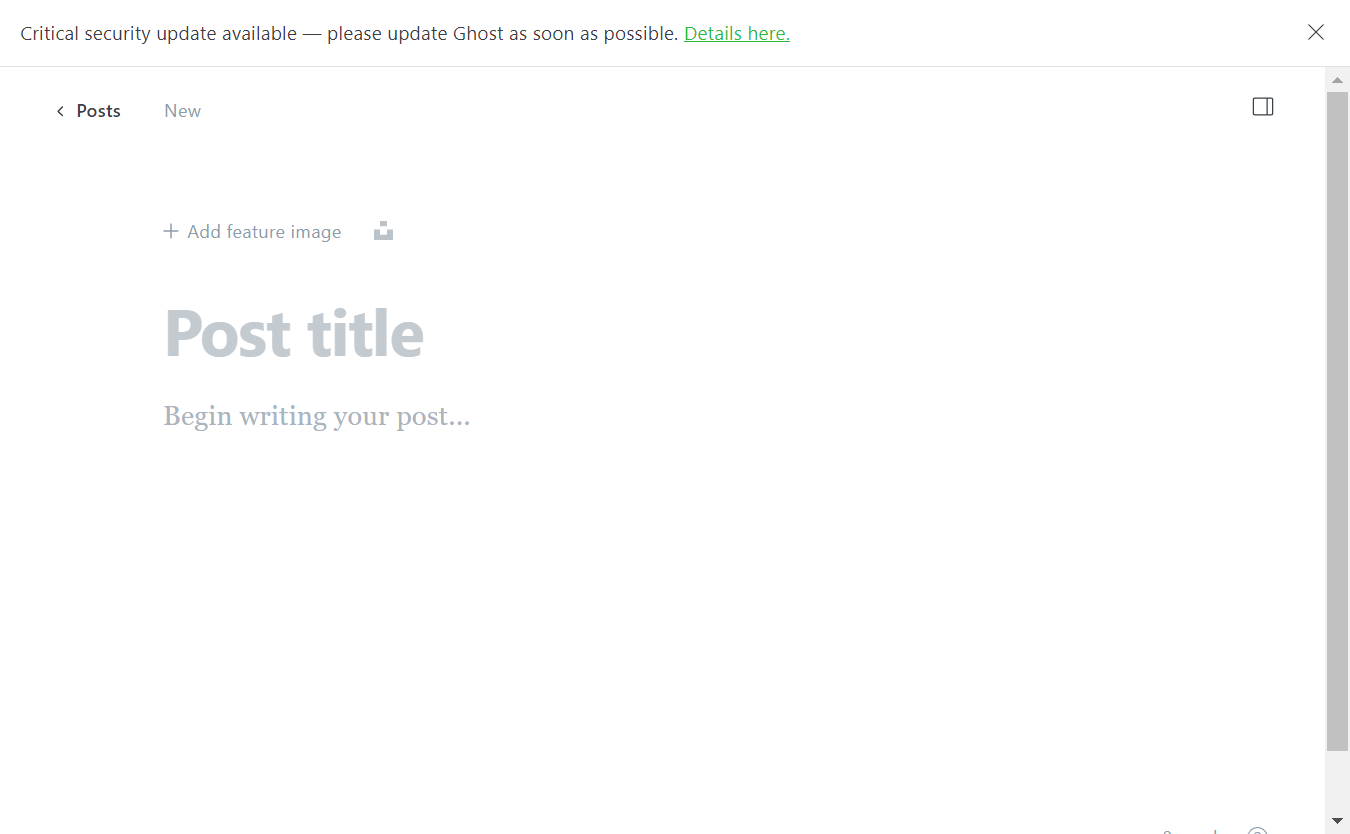 Critical security update available — please update Ghost as soon as possible. Details here.
Posts New
Add feature image
Post title
Begin writing your post...